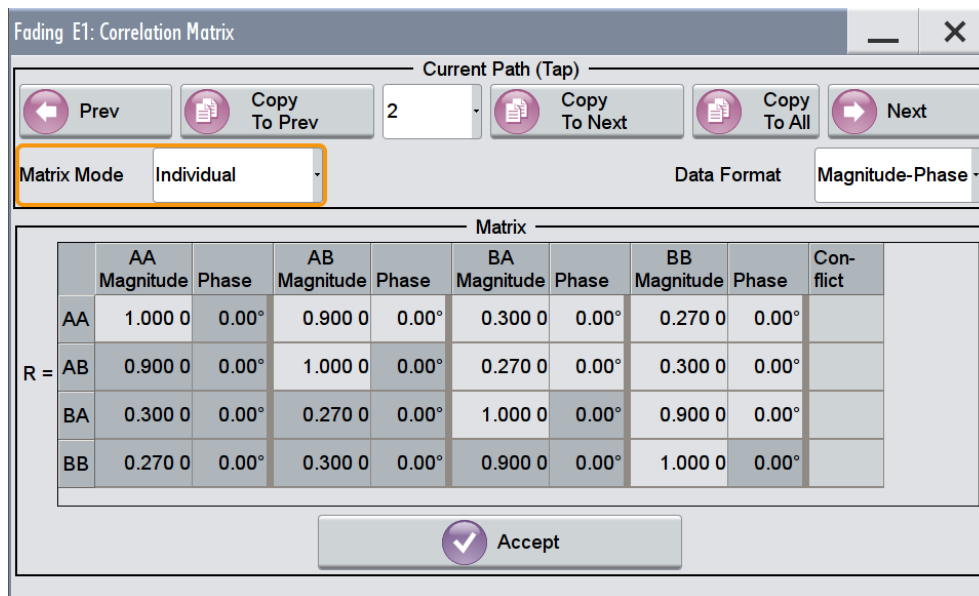 Fading E1: Correlation Matrix
Current Path (Tap)
Prev
Copy
To Prev
2
Copy
To Next
Copy
To All
Next
Matrix Mode Individual Data Format Magnitude-Phase
Matrix
AA AB BA BB Con-
Magnitude Phase Magnitude Phase Magnitude Phase Magnitude Phase flict
AA 1.000 0 0.00° 0.900 0 0.00° 0.300 0 0.00° 0.270 0 0.00°
R = AB 0.900 0 0.00° 1.000 0 0.00° 0.270 0 0.00° 0.300 0 0.00°
BA 0.300 0 0.00° 0.270 0 0.00° 1.000 0 0.00° 0.900 0 0.00°
BB 0.270 0 0.00° 0.300 0 0.00° 0.900 0 0.00° 1.000 0 0.00°
Accept